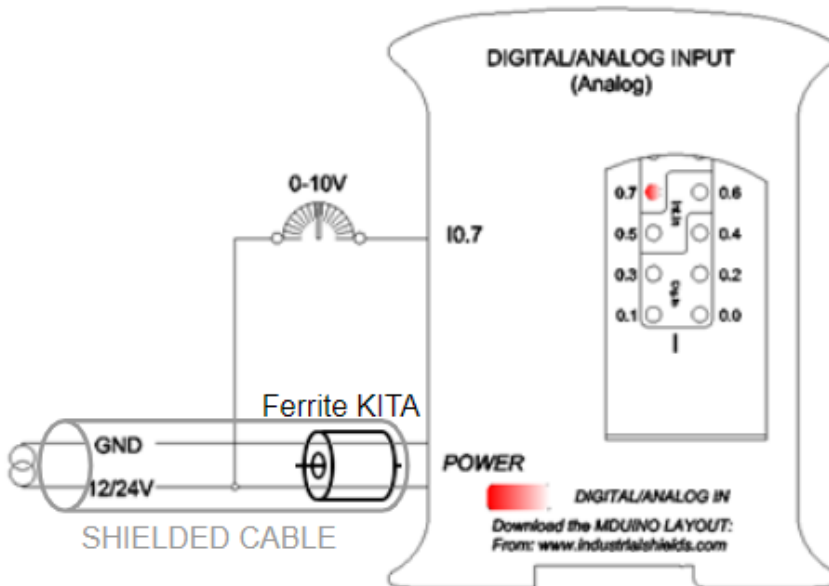 DIGITAL/ANALOG INPUT
(Analog)
0-10V
0.7
0.6
I0.7
0.5
0.4
0.3
0.2
0.1
0.0
I
Ferrite KITA
GND
12/24V
POWER
SHIELDED CABLE
DIGITAL/ANALOG IN
Download the MDUINO LAYOUT:
From: www.industrialshields.com